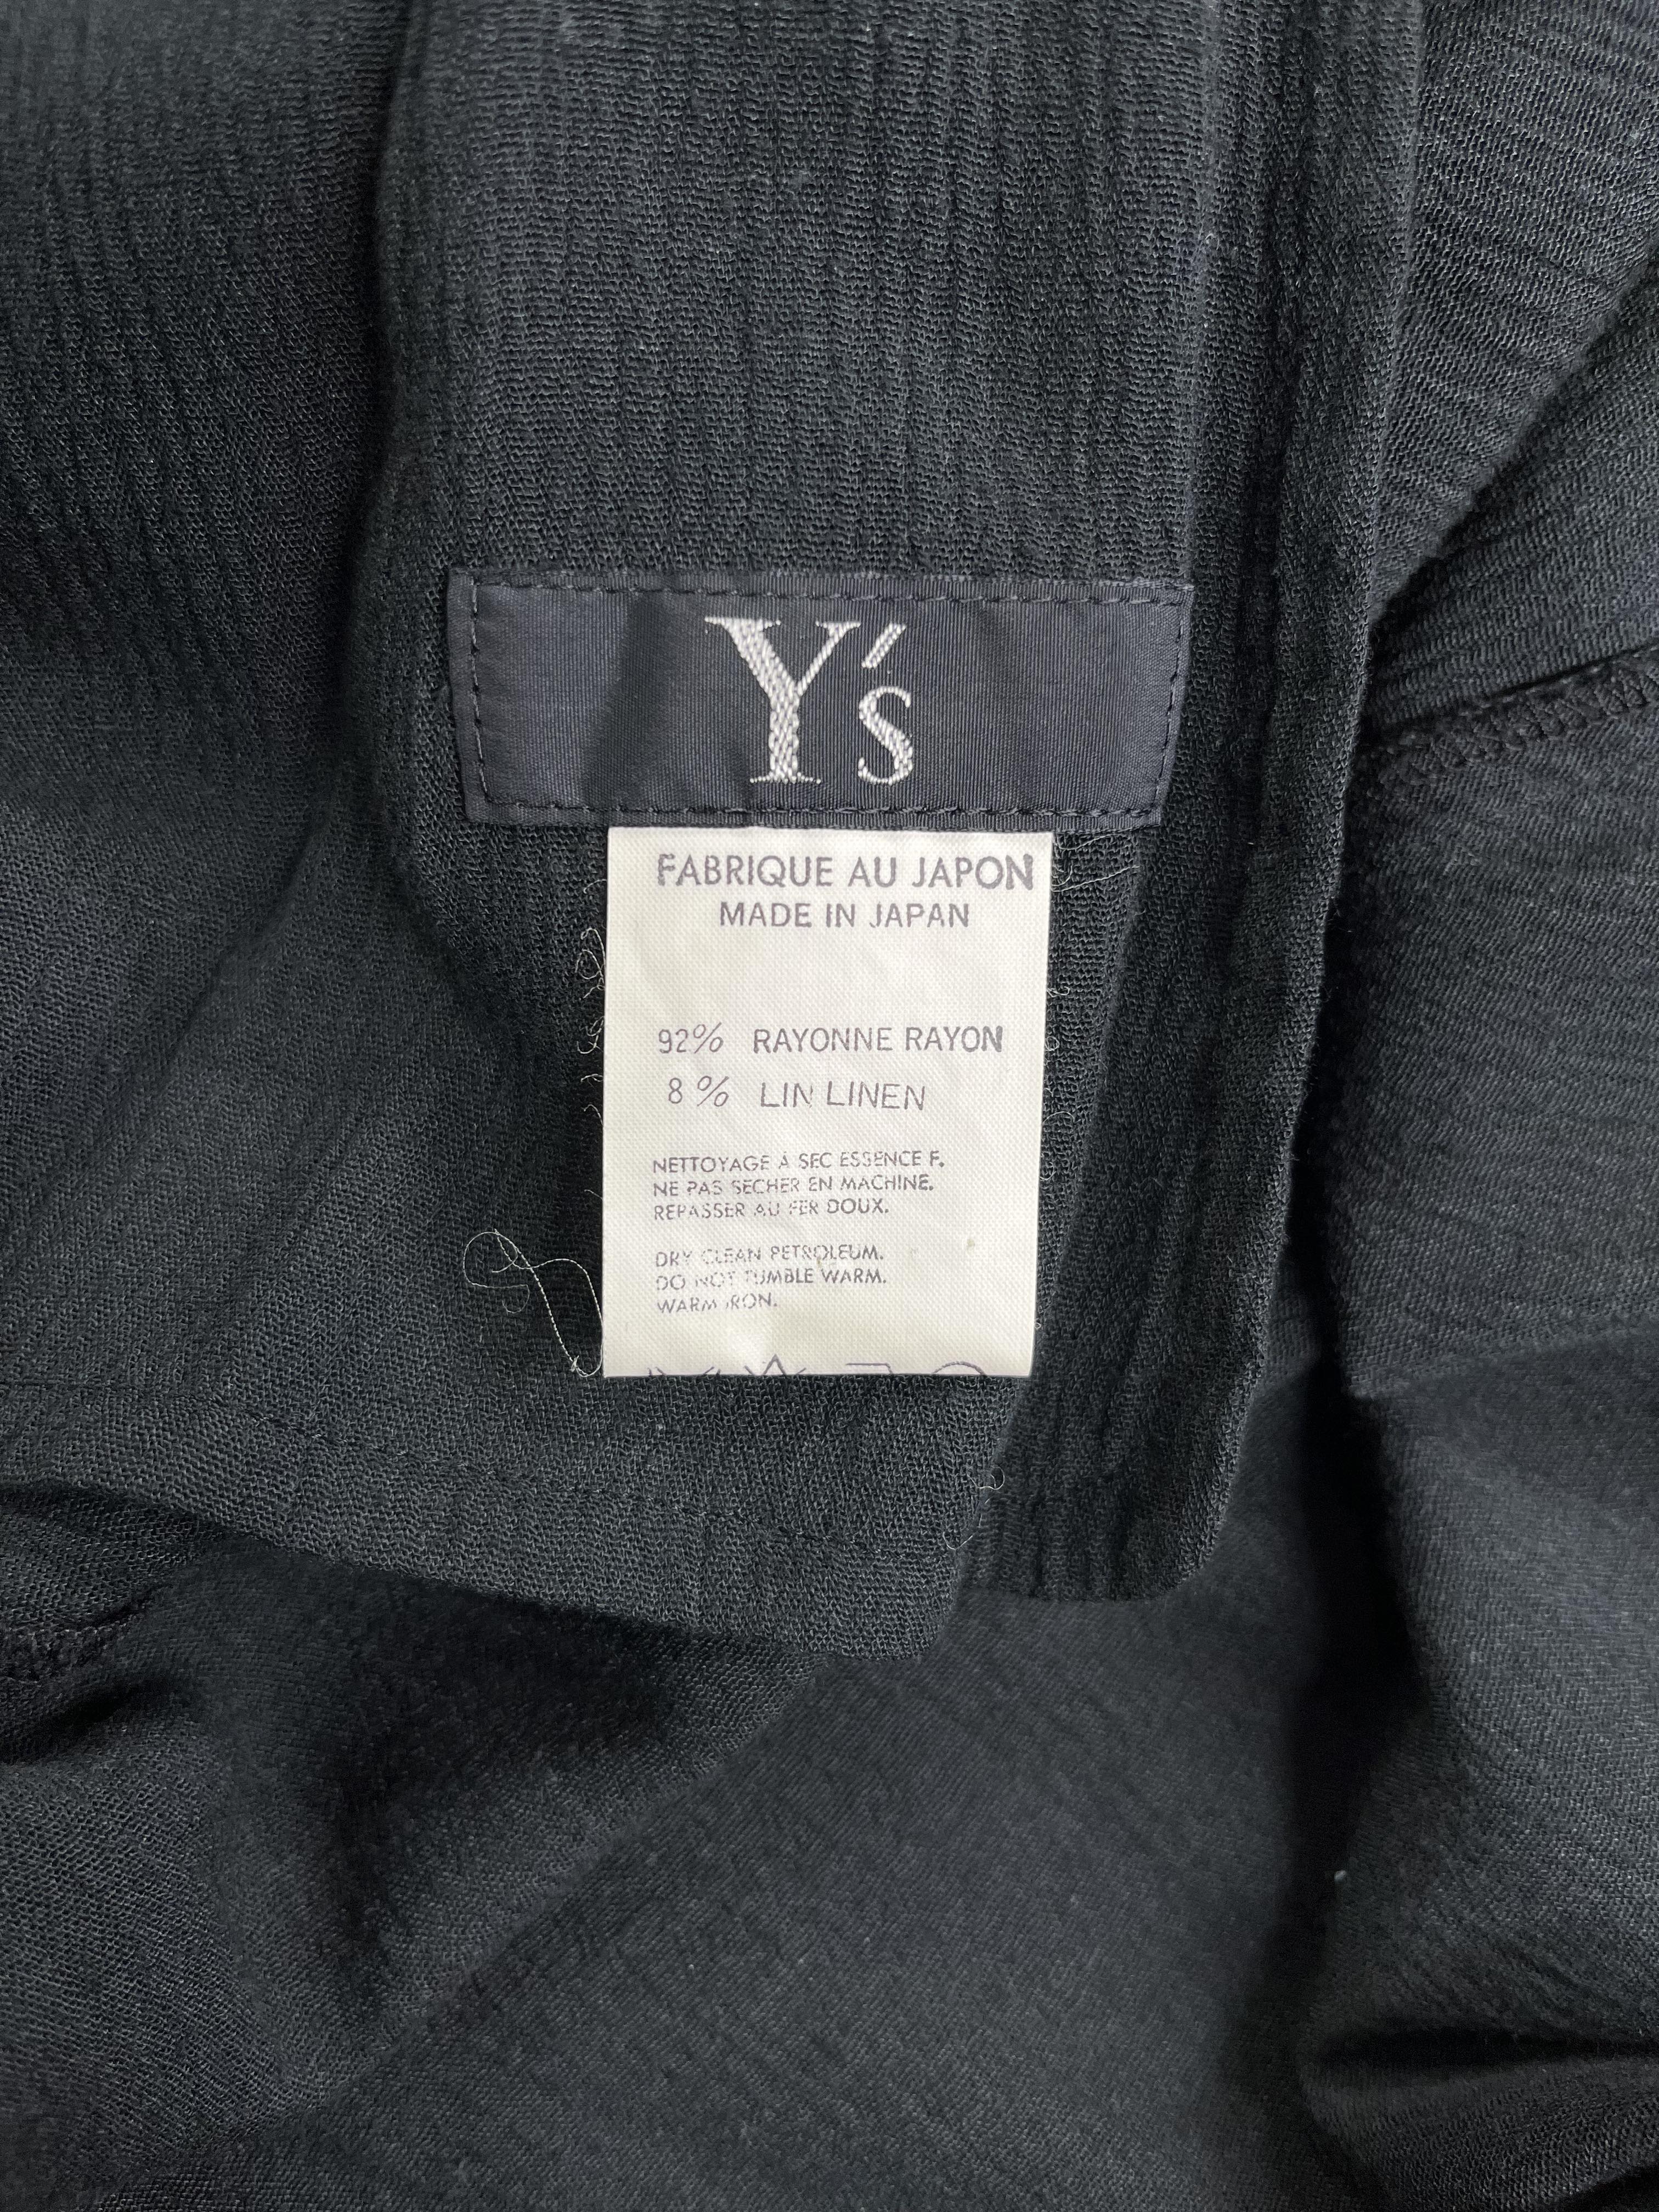 Y's
FABRIQUE AU JAPON
MADE IN JAPAN
92% RAYONNE RAYON
8% LIN LINEN
NETTOYAGE A SEC ESSENCE F.
NE PAS SECHER EN MACHINE.
REPASSER AU FER DOUX.
DRY CLEAN PETROLEUM.
DO NOT TUMBLE WARM.
WARM IRON.